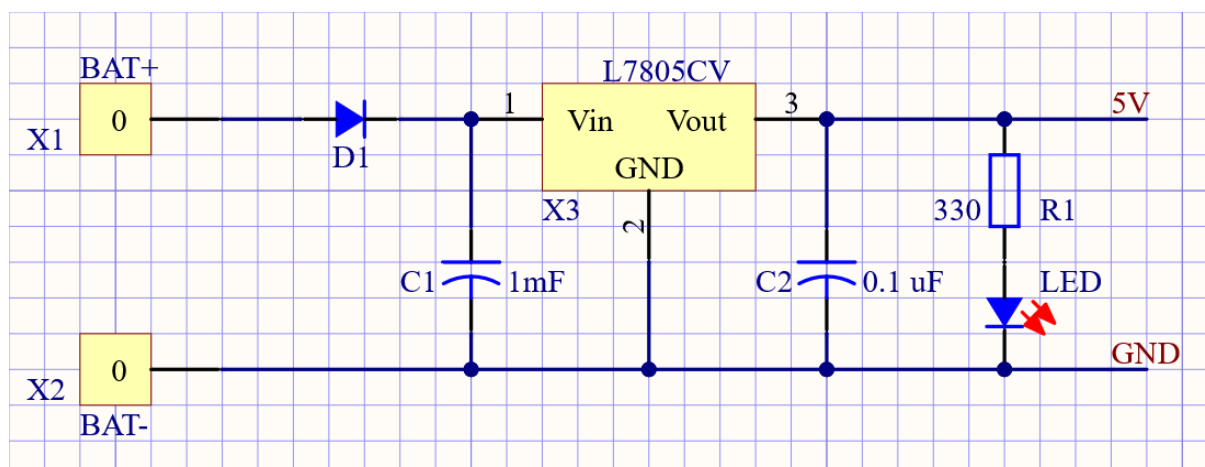 BAT+
X1
0
D1
1
L7805CV
Vin
Vout
GND
X3
2
3
5V
C1
1mF
C2
0.1 uF
330
R1
LED
GND
X2
0
BAT-